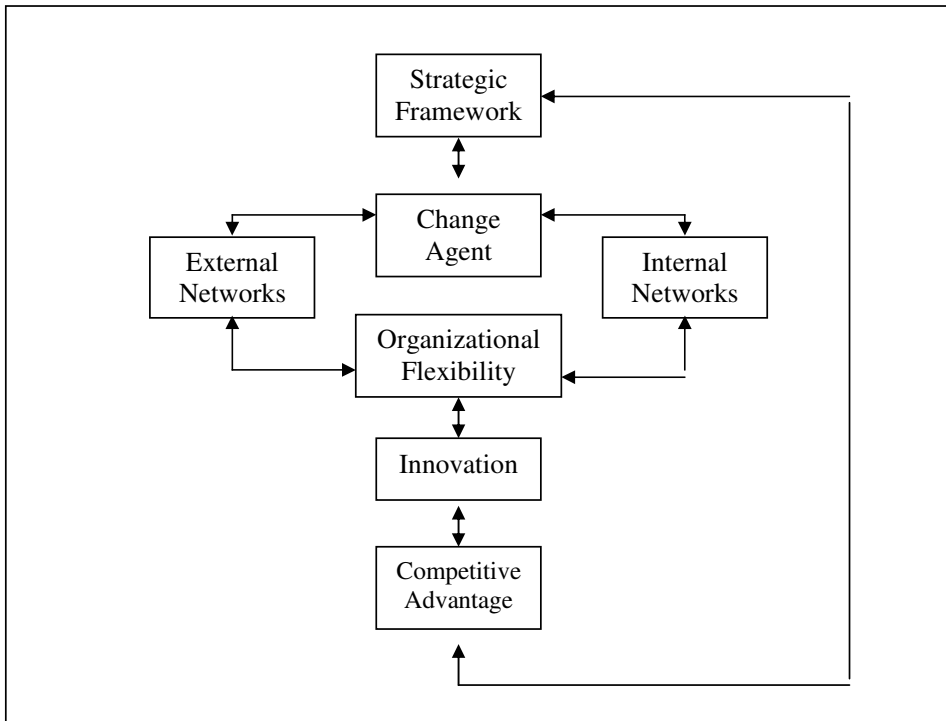 Strategic
Framework
Change
Agent
External
Networks
Internal
Networks
Organizational
Flexibility
Innovation
Competitive
Advantage